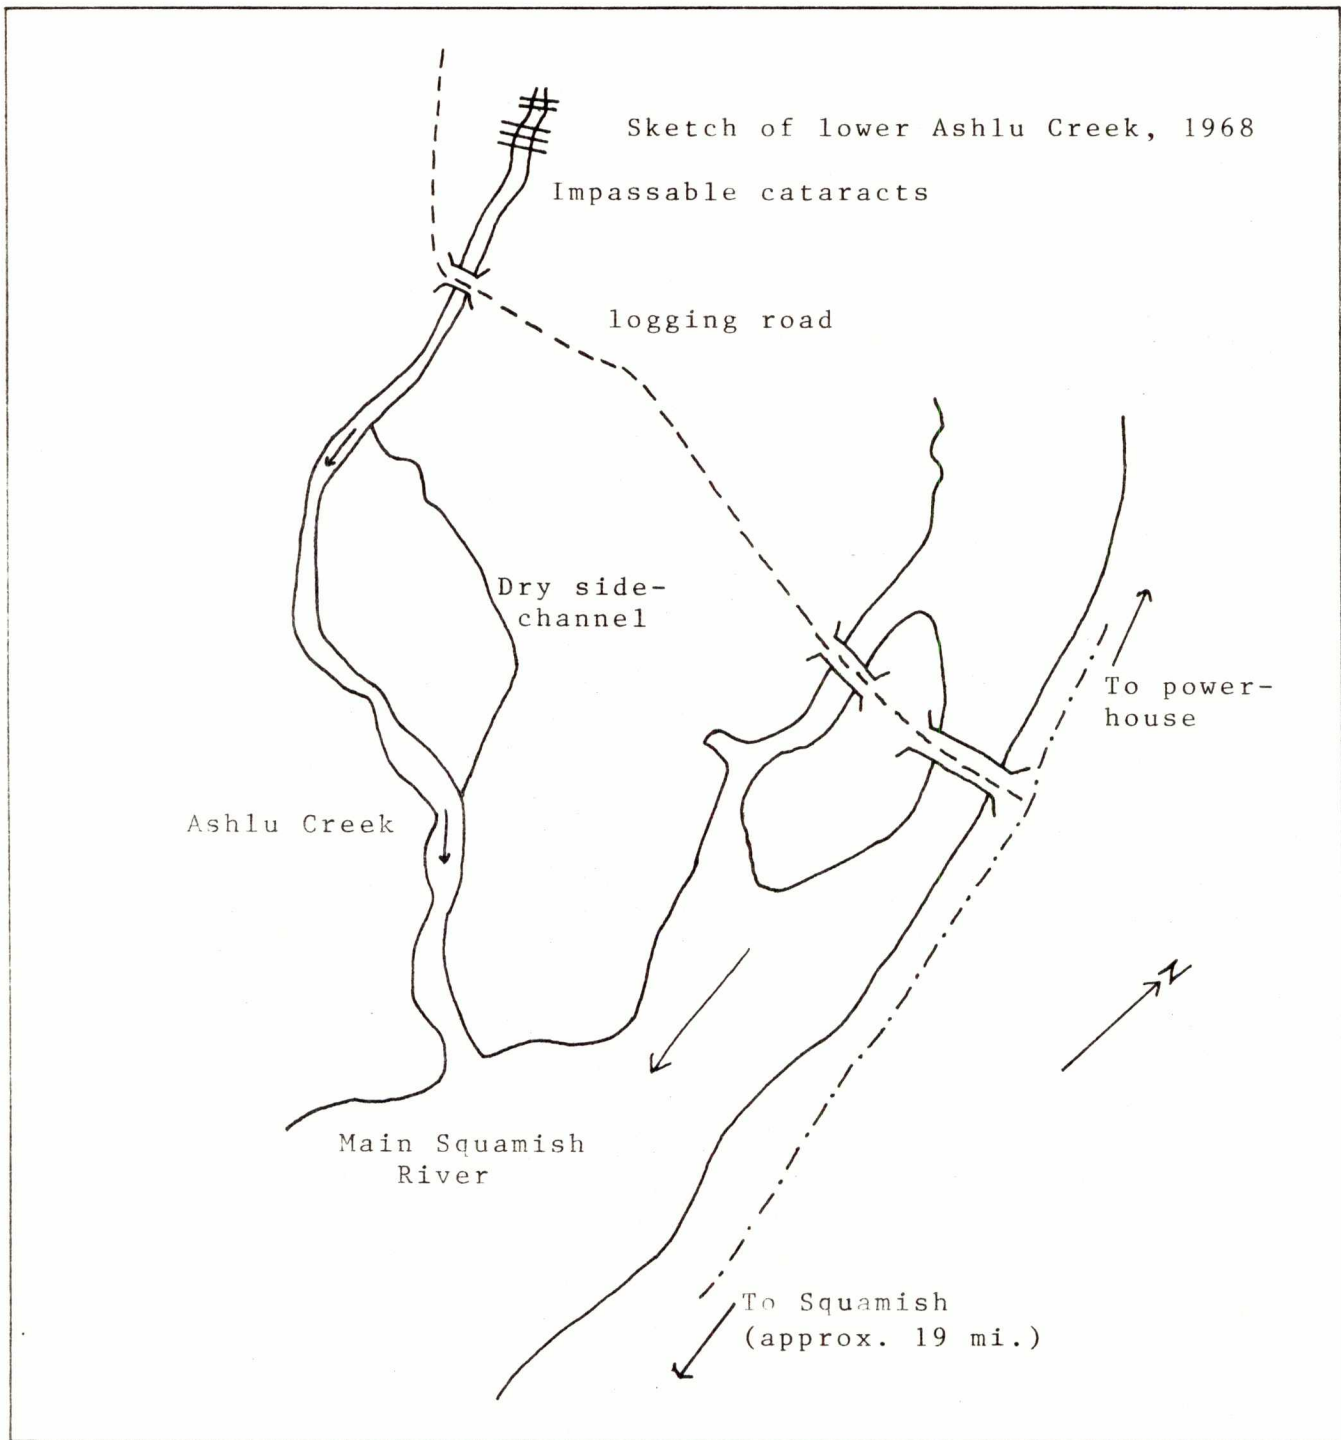 Sketch of lower Ashlu Creek, 1968
Impassable cataracts
logging road
Dry side-
channel
To power-
house
Ashlu Creek
N
Main Squamish
River
To Squamish
(approx. 19 mi.)